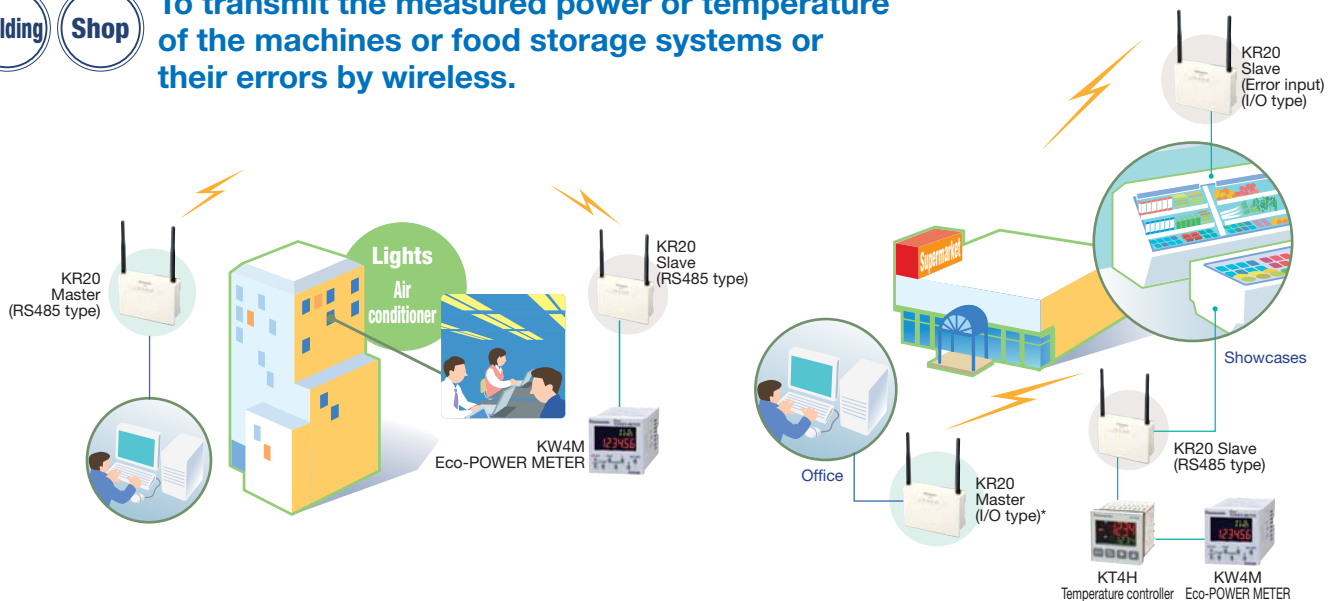 Shop
To transmit the measured power or temperature
of the machines or food storage systems or
their errors by wireless.
KR20
Master
(RS485 type)
Lights
Air
conditioner
KR20
Slave
(RS485 type)
KW4M
Eco-POWER METER
KR20
Slave
(Error input)
(I/O type)
Supermarket
Showcases
Office
KR20
Master
(I/O type)*
KR20 Slave
(RS485 type)
KT4H
Temperature controller
KW4M
Eco-POWER METER
123456
123456